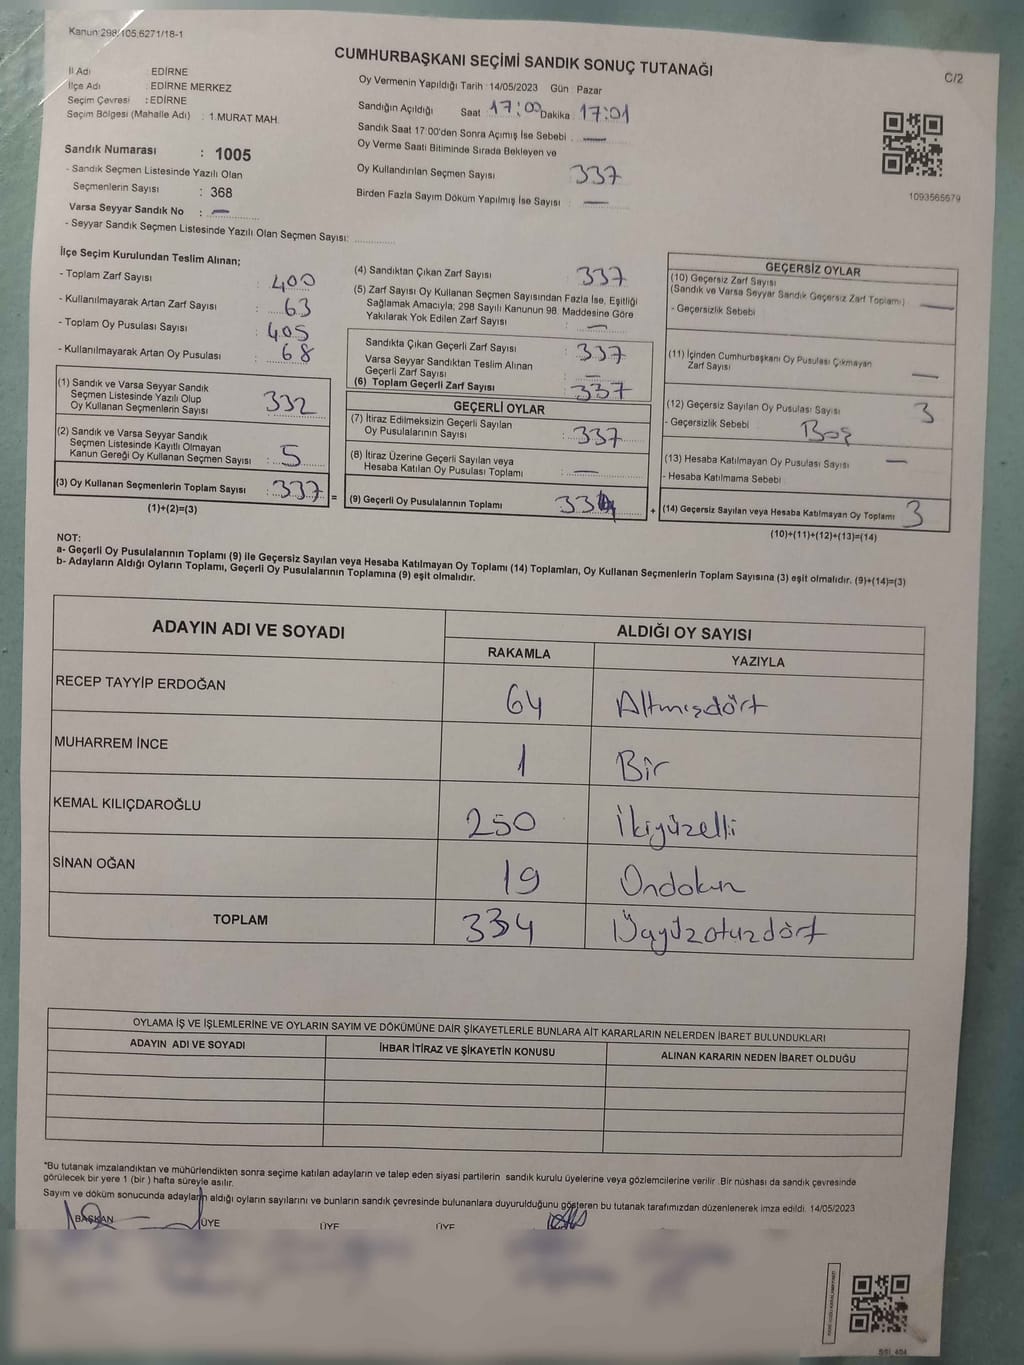 Kanun:298/105,6271/18-1
CUMHURBAŞKANI SEÇİMİ SANDIK SONUÇ TUTANAĞI
C/2
İl Adı : EDİRNE
İlçe Adı : EDİRNE MERKEZ
Seçim Çevresi : EDİRNE
Seçim Bölgesi (Mahalle Adı) : 1.MURAT MAH.
Sandık Numarası : 1005
- Sandık Seçmen Listesinde Yazılı Olan
Seçmenlerin Sayısı : 368
Varsa Seyyar Sandık No : —
- Seyyar Sandık Seçmen Listesinde Yazılı Olan Seçmen Sayısı:
Oy Vermenin Yapıldığı Tarih :14/05/2023 Gün : Pazar
Sandığın Açıldığı Saat 17:00 Dakika : 17:01
Sandık Saat 17:00'den Sonra Açımış İse Sebebi : —
Oy Verme Saati Bitiminde Sırada Bekleyen ve
Oy Kullandırılan Seçmen Sayısı 337
Birden Fazla Sayım Döküm Yapılmış İse Sayısı : —
1093565679
İlçe Seçim Kurulundan Teslim Alınan;
- Toplam Zarf Sayısı : 400
- Kullanılmayarak Artan Zarf Sayısı : 63
- Toplam Oy Pusulası Sayısı : 405
- Kullanılmayarak Artan Oy Pusulası : 68
(1) Sandık ve Varsa Seyyar Sandık
Seçmen Listesinde Yazılı Olup
Oy Kullanan Seçmenlerin Sayısı : 332
(2) Sandık ve Varsa Seyyar Sandık
Seçmen Listesinde Kayıtlı Olmayan
Kanun Gereği Oy Kullanan Seçmen Sayısı : 5
(3) Oy Kullanan Seçmenlerin Toplam Sayısı : 337 =
(1)+(2)=(3)
(4) Sandıktan Çıkan Zarf Sayısı : 337
(5) Zarf Sayısı Oy Kullanan Seçmen Sayısından Fazla İse, Eşitliği
Sağlamak Amacıyla; 298 Sayılı Kanunun 98. Maddesine Göre
Yakılarak Yok Edilen Zarf Sayısı : —
Sandıkta Çıkan Geçerli Zarf Sayısı : 337
Varsa Seyyar Sandıktan Teslim Alınan
Geçerli Zarf Sayısı : —
(6) Toplam Geçerli Zarf Sayısı : 337
GEÇERLİ OYLAR
(7) İtiraz Edilmeksizin Geçerli Sayılan
Oy Pusulalarının Sayısı : 337
(8) İtiraz Üzerine Geçerli Sayılan veya
Hesaba Katılan Oy Pusulası Toplamı : —
(9) Geçerli Oy Pusulalarının Toplamı : 334 +
GEÇERSİZ OYLAR
(10) Geçersiz Zarf Sayısı
(Sandık ve Varsa Seyyar Sandık Geçersiz Zarf Toplamı) : —
- Geçersizlik Sebebi
(11) İçinden Cumhurbaşkanı Oy Pusulası Çıkmayan
Zarf Sayısı —
(12) Geçersiz Sayılan Oy Pusulası Sayısı 3
- Geçersizlik Sebebi Boş
(13) Hesaba Katılmayan Oy Pusulası Sayısı —
- Hesaba Katılmama Sebebi
(14) Geçersiz Sayılan veya Hesaba Katılmayan Oy Toplamı 3
(10)+(11)+(12)+(13)=(14)
NOT:
a- Geçerli Oy Pusulalarının Toplamı (9) ile Geçersiz Sayılan veya Hesaba Katılmayan Oy Toplamı (14) Toplamları, Oy Kullanan Seçmenlerin Toplam Sayısına (3) eşit olmalıdır. (9)+(14)=(3)
b- Adayların Aldığı Oyların Toplamı, Geçerli Oy Pusulalarının Toplamına (9) eşit olmalıdır.
ADAYIN ADI VE SOYADI
ALDIĞI OY SAYISI
RAKAMLA YAZIYLA
RECEP TAYYİP ERDOĞAN 64 Altmışdört
MUHARREM İNCE 1 Bir
KEMAL KILIÇDAROĞLU 250 İkiyüzelli
SİNAN OĞAN 19 Ondokuz
TOPLAM 334 Üçyüzotuzdört
OYLAMA İŞ VE İŞLEMLERİNE VE OYLARIN SAYIM VE DÖKÜMÜNE DAİR ŞİKAYETLERLE BUNLARA AİT KARARLARIN NELERDEN İBARET BULUNDUKLARI
ADAYIN ADI VE SOYADI İHBAR İTİRAZ VE ŞİKAYETİN KONUSU ALINAN KARARIN NEDEN İBARET OLDUĞU
*Bu tutanak imzalandıktan ve mühürlendikten sonra seçime katılan adayların ve talep eden siyasi partilerin sandık kurulu üyelerine veya gözlemcilerine verilir. Bir nüshası da sandık çevresinde
görülecek bir yere 1 (bir ) hafta süreyle asılır.
Sayım ve döküm sonucunda adayların aldığı oyların sayılarını ve bunların sandık çevresinde bulunanlara duyurulduğunu gösteren bu tutanak tarafımızdan düzenlenerek imza edildi. 14/05/2023
BAŞKAN ÜYE ÜYE ÜYE